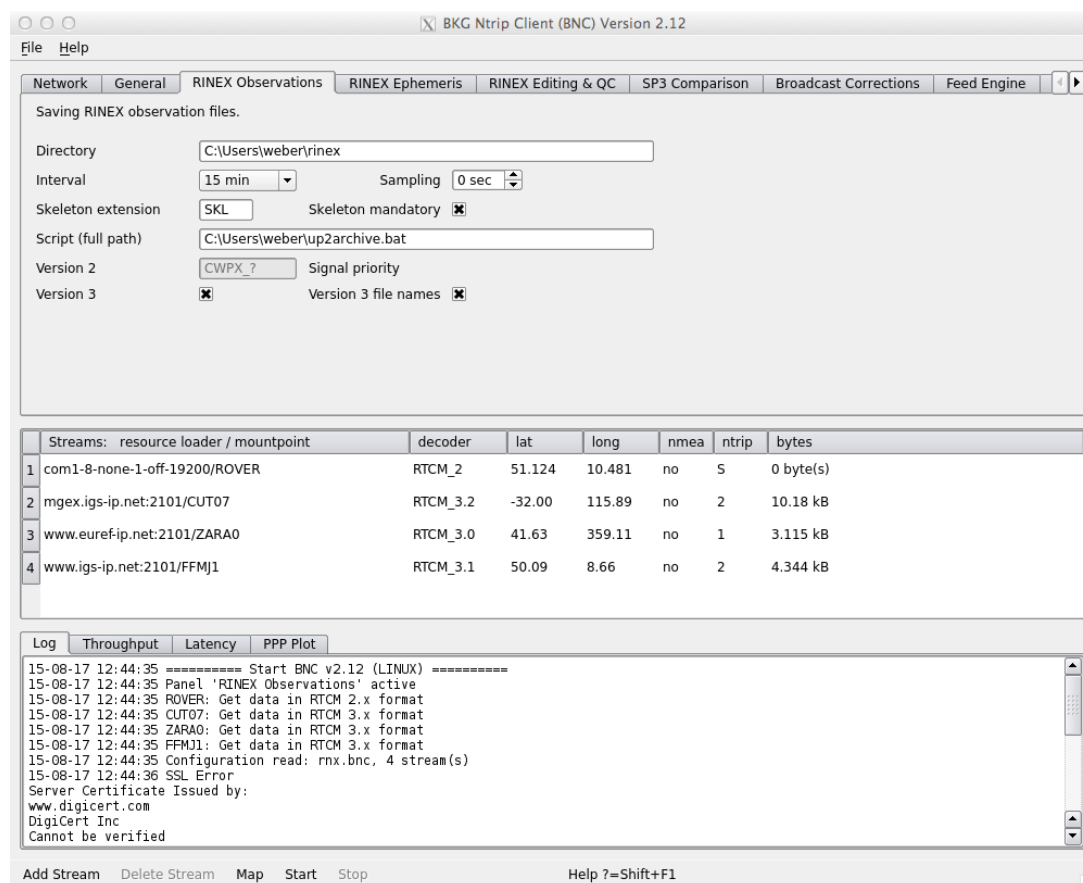 X BKG Ntrip Client (BNC) Version 2.12
File Help
Network General RINEX Observations RINEX Ephemeris RINEX Editing & QC SP3 Comparison Broadcast Corrections Feed Engine
Saving RINEX observation files.
Directory C:\Users\weber\rinex
Interval 15 min Sampling 0 sec
Skeleton extension SKL Skeleton mandatory
Script (full path) C:\Users\weber\up2archive.bat
Version 2 CWPX_? Signal priority
Version 3 Version 3 file names
Streams: resource loader / mountpoint decoder lat long nmea ntrip bytes
1 com1-8-none-1-off-19200/ROVER RTCM_2 51.124 10.481 no S 0 byte(s)
2 mgex.igs-ip.net:2101/CUT07 RTCM_3.2 -32.00 115.89 no 2 10.18 kB
3 www.euref-ip.net:2101/ZARA0 RTCM_3.0 41.63 359.11 no 1 3.115 kB
4 www.igs-ip.net:2101/FFMJ1 RTCM_3.1 50.09 8.66 no 2 4.344 kB
Log Throughput Latency PPP Plot
15-08-17 12:44:35 ========== Start BNC v2.12 (LINUX) ==========
15-08-17 12:44:35 Panel 'RINEX Observations' active
15-08-17 12:44:35 ROVER: Get data in RTCM 2.x format
15-08-17 12:44:35 CUT07: Get data in RTCM 3.x format
15-08-17 12:44:35 ZARA0: Get data in RTCM 3.x format
15-08-17 12:44:35 FFMJ1: Get data in RTCM 3.x format
15-08-17 12:44:35 Configuration read: rnx.bnc, 4 stream(s)
15-08-17 12:44:36 SSL Error
Server Certificate Issued by:
www.digicert.com
DigiCert Inc
Cannot be verified
Add Stream Delete Stream Map Start Stop Help ?=Shift+F1